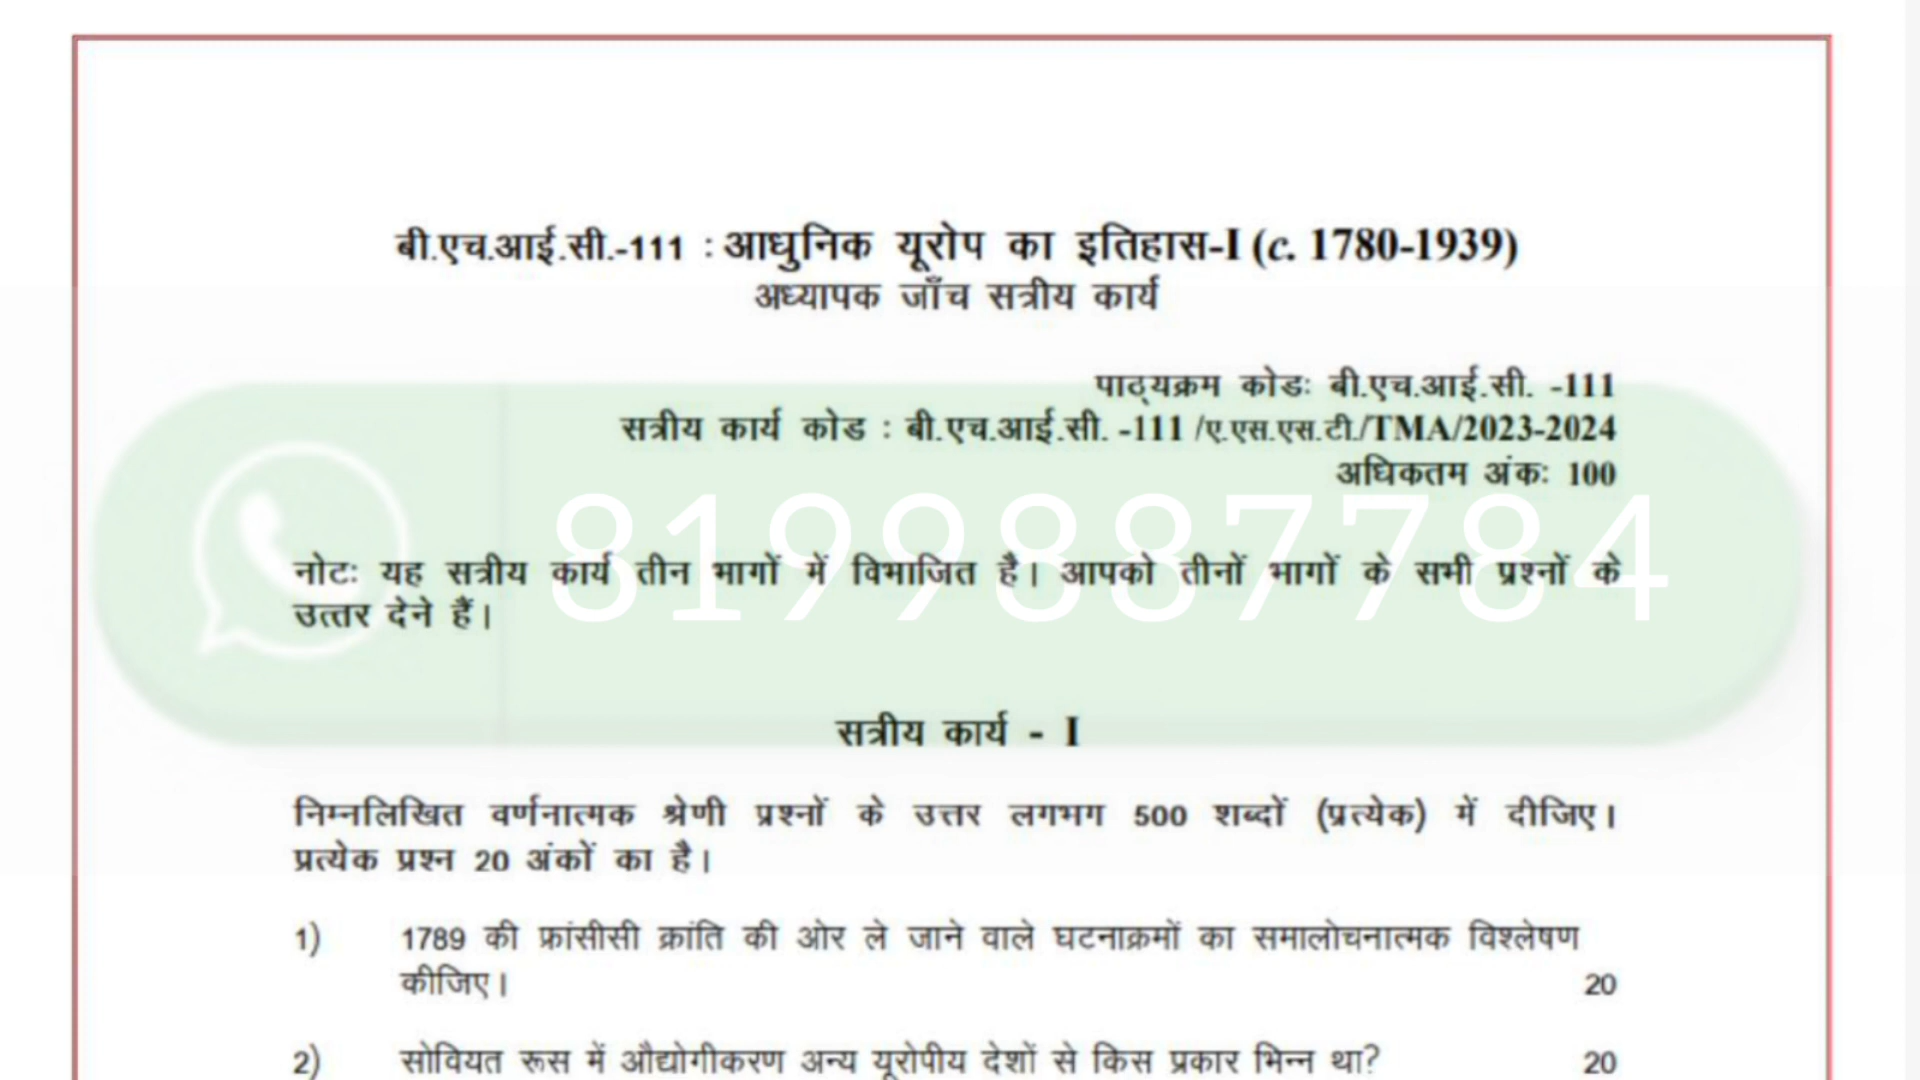 बी.एच.आई.सी.-111 : आधुनिक यूरोप का इतिहास-I (c. 1780-1939)
अध्यापक जाँच सत्रीय कार्य
पाठ्यक्रम कोडः बी.एच.आई.सी. -111
सत्रीय कार्य कोड : बी.एच.आई.सी. -111 /ए.एस.एस.टी./TMA/2023-2024
अधिकतम अंकः 100
8199887784
नोटः यह सत्रीय कार्य तीन भागों में विभाजित है। आपको तीनों भागों के सभी प्रश्नों के
उत्तर देने हैं।
सत्रीय कार्य - I
निम्नलिखित वर्णनात्मक श्रेणी प्रश्नों के उत्तर लगभग 500 शब्दों (प्रत्येक) में दीजिए।
प्रत्येक प्रश्न 20 अंकों का है।
1) 1789 की फ्रांसीसी क्रांति की ओर ले जाने वाले घटनाक्रमों का समालोचनात्मक विश्लेषण
कीजिए। 20
2) सोवियत रूस में औद्योगीकरण अन्य यूरोपीय देशों से किस प्रकार भिन्न था? 20